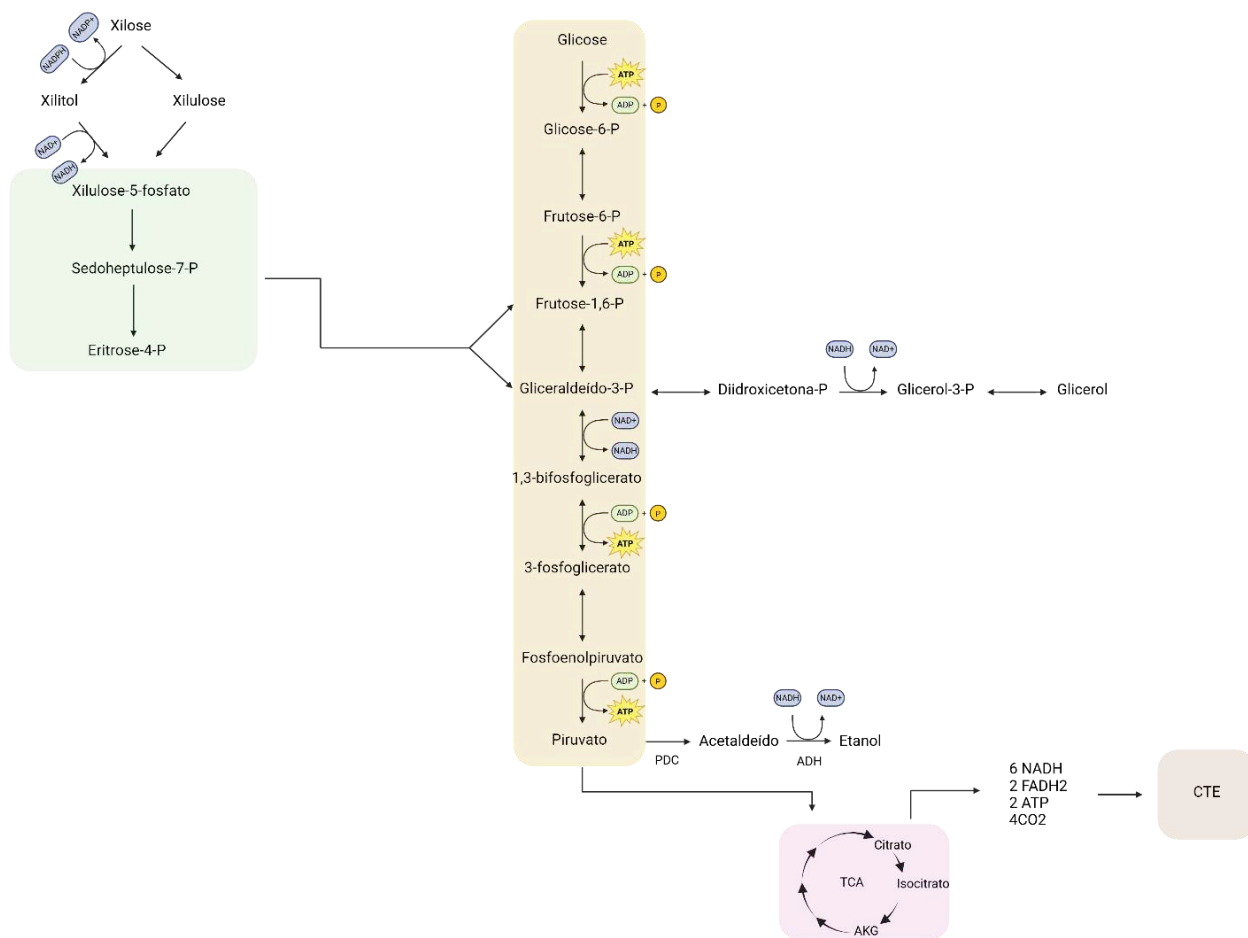 Xilose
NADP+
NADPH
Xilitol
Xilulose
NAD+
NADH
Xilulose-5-fosfato
Sedoheptulose-7-P
Eritrose-4-P
Glicose
ATP
ADP + P
Glicose-6-P
Frutose-6-P
ATP
ADP + P
Frutose-1,6-P
Gliceraldeído-3-P
NAD+
NADH
1,3-bifosfoglicerato
ADP + P
ATP
3-fosfoglicerato
Fosfoenolpiruvato
ADP + P
ATP
Piruvato
NADH NAD+
Diidroxicetona-P Glicerol-3-P Glicerol
NADH NAD+
Acetaldeído Etanol
PDC ADH
6 NADH
2 FADH2
2 ATP
4CO2
CTE
Citrato
TCA
Isocitrato
AKG